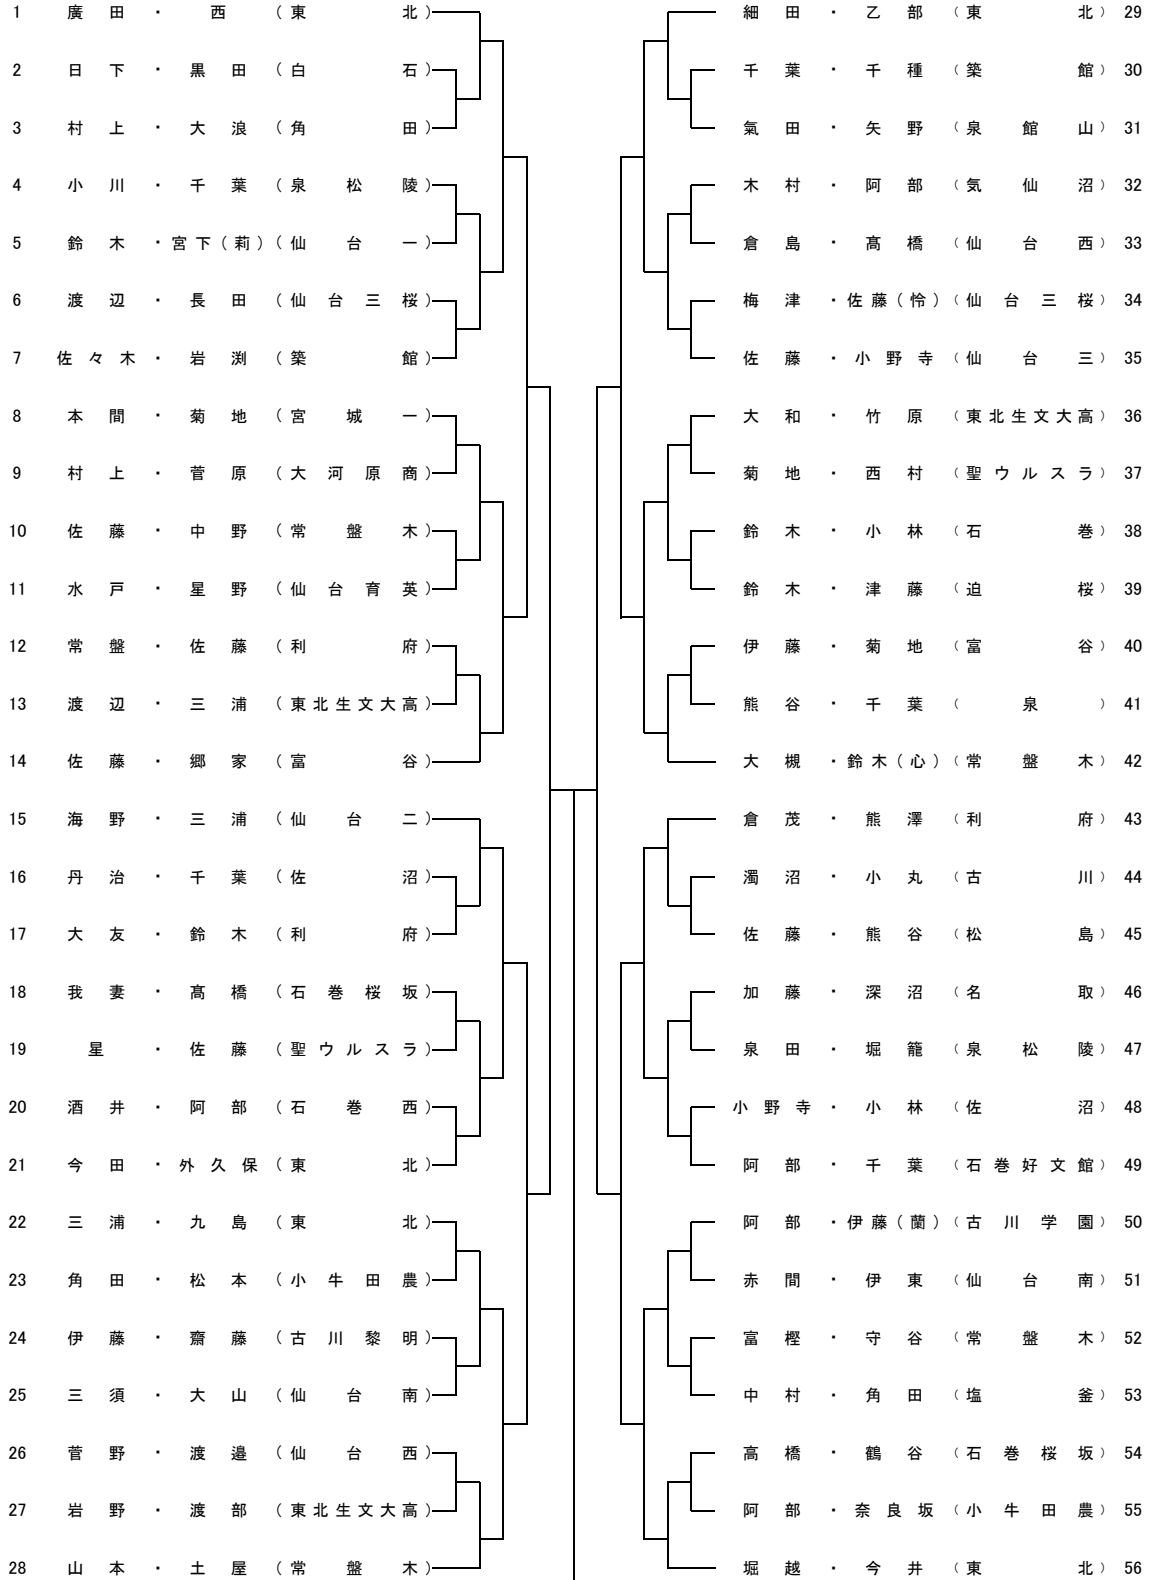 1 廣田・西(東北)
2 日下・黒田(白石)
3 村上・大浪(角田)
4 小川・千葉(泉松陵)
5 鈴木・宮下(莉)(仙台一)
6 渡辺・長田(仙台三桜)
7 佐々木・岩渕(築館)
8 本間・菊地(宮城一)
9 村上・菅原(大河原商)
10 佐藤・中野(常盤木)
11 水戸・星野(仙台育英)
12 常盤・佐藤(利府)
13 渡辺・三浦(東北生文大高)
14 佐藤・郷家(富谷)
15 海野・三浦(仙台二)
16 丹治・千葉(佐沼)
17 大友・鈴木(利府)
18 我妻・髙橋(石巻桜坂)
19 星・佐藤(聖ウルスラ)
20 酒井・阿部(石巻西)
21 今田・外久保(東北)
22 三浦・九島(東北)
23 角田・松本(小牛田農)
24 伊藤・齋藤(古川黎明)
25 三須・大山(仙台南)
26 菅野・渡邉(仙台西)
27 岩野・渡部(東北生文大高)
28 山本・土屋(常盤木)
細田・乙部(東北) 29
千葉・千種(築館) 30
氣田・矢野(泉館山) 31
木村・阿部(気仙沼) 32
倉島・髙橋(仙台西) 33
梅津・佐藤(怜)(仙台三桜) 34
佐藤・小野寺(仙台三) 35
大和・竹原(東北生文大高) 36
菊地・西村(聖ウルスラ) 37
鈴木・小林(石巻) 38
鈴木・津藤(迫桜) 39
伊藤・菊地(富谷) 40
熊谷・千葉(泉) 41
大槻・鈴木(心)(常盤木) 42
倉茂・熊澤(利府) 43
濁沼・小丸(古川) 44
佐藤・熊谷(松島) 45
加藤・深沼(名取) 46
泉田・堀籠(泉松陵) 47
小野寺・小林(佐沼) 48
阿部・千葉(石巻好文館) 49
阿部・伊藤(蘭)(古川学園) 50
赤間・伊東(仙台南) 51
富樫・守谷(常盤木) 52
中村・角田(塩釜) 53
高橋・鶴谷(石巻桜坂) 54
阿部・奈良坂(小牛田農) 55
堀越・今井(東北) 56